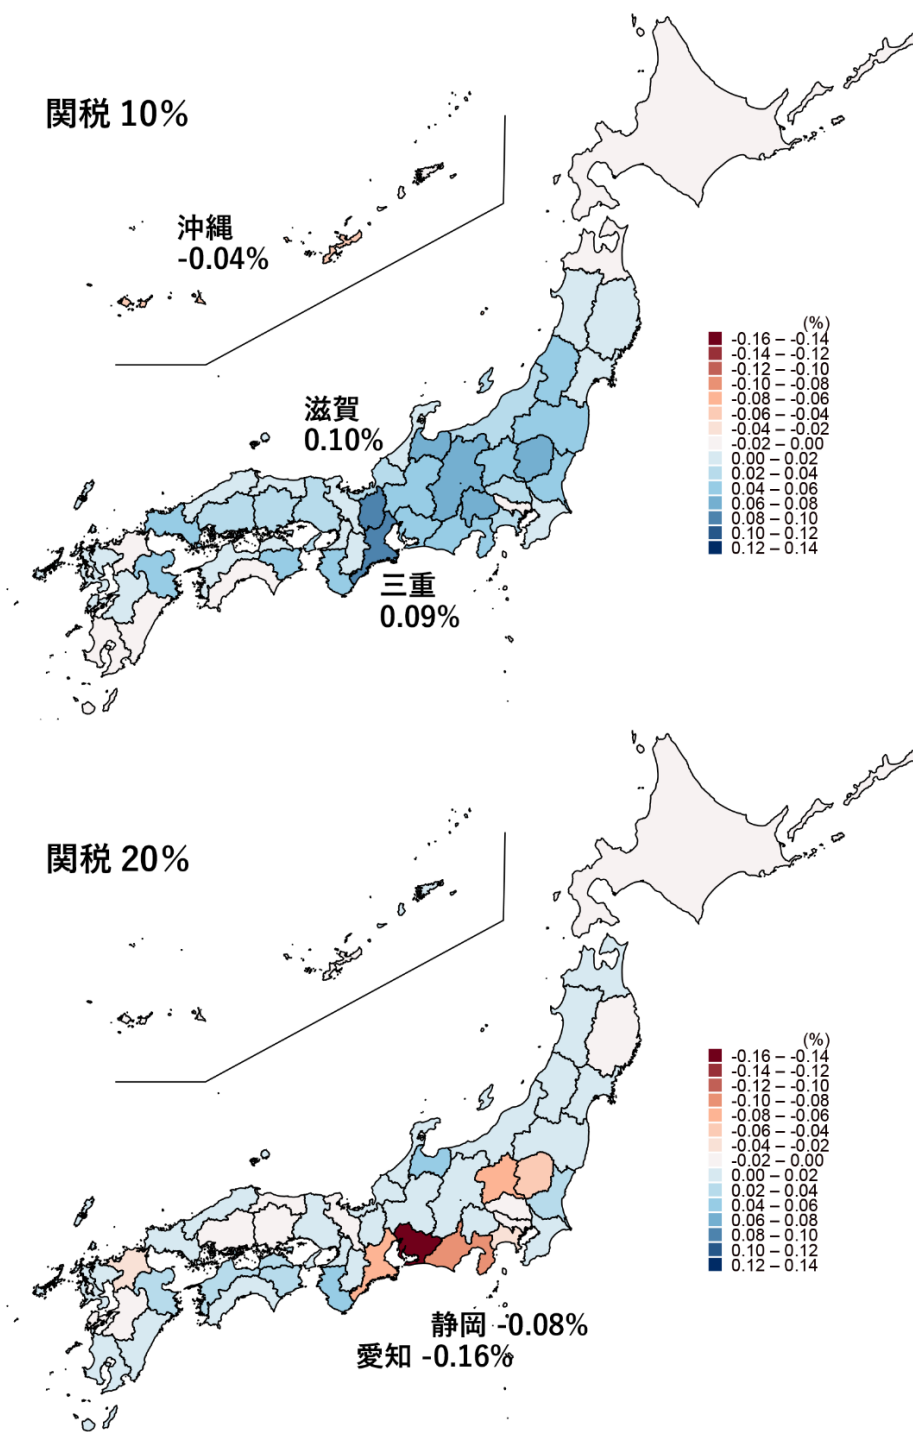 関税 10%
沖縄
-0.04%
滋賀
0.10%
三重
0.09%
(%)
-0.16 – -0.14
-0.14 – -0.12
-0.12 – -0.10
-0.10 – -0.08
-0.08 – -0.06
-0.06 – -0.04
-0.04 – -0.02
-0.02 – 0.00
0.00 – 0.02
0.02 – 0.04
0.04 – 0.06
0.06 – 0.08
0.08 – 0.10
0.10 – 0.12
0.12 – 0.14
関税 20%
(%)
-0.16 – -0.14
-0.14 – -0.12
-0.12 – -0.10
-0.10 – -0.08
-0.08 – -0.06
-0.06 – -0.04
-0.04 – -0.02
-0.02 – 0.00
0.00 – 0.02
0.02 – 0.04
0.04 – 0.06
0.06 – 0.08
0.08 – 0.10
0.10 – 0.12
0.12 – 0.14
静岡 -0.08%
愛知 -0.16%